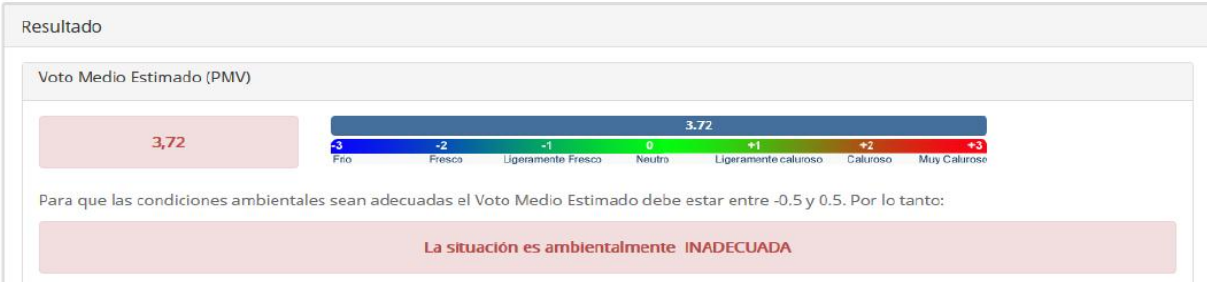 Resultado
Voto Medio Estimado (PMV)
3,72
3.72
-3 -2 -1 0 +1 +2 +3
Frio Fresco Ligeramente Fresco Neutro Ligeramente caluroso Caluroso Muy Caluroso
Para que las condiciones ambientales sean adecuadas el Voto Medio Estimado debe estar entre -0.5 y 0.5. Por lo tanto:
La situación es ambientalmente INADECUADA